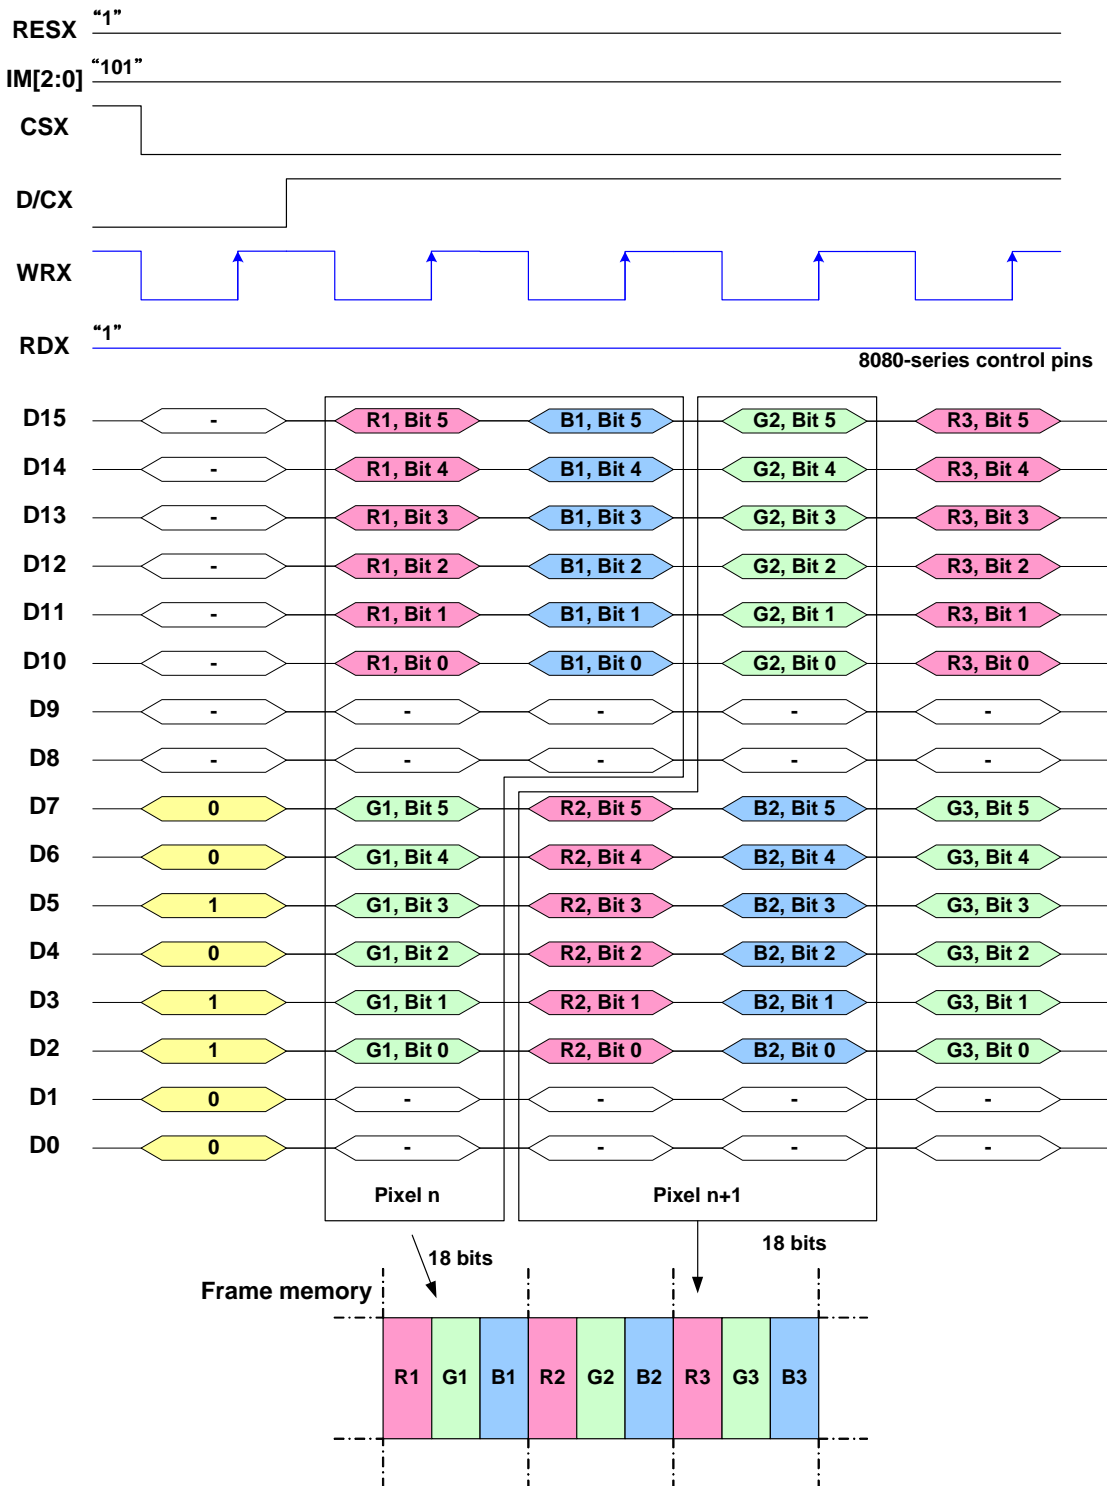 RESX "1"
IM[2:0] "101"
CSX
D/CX
WRX
RDX "1"
8080-series control pins
D15 - R1, Bit 5 B1, Bit 5 G2, Bit 5 R3, Bit 5
D14 - R1, Bit 4 B1, Bit 4 G2, Bit 4 R3, Bit 4
D13 - R1, Bit 3 B1, Bit 3 G2, Bit 3 R3, Bit 3
D12 - R1, Bit 2 B1, Bit 2 G2, Bit 2 R3, Bit 2
D11 - R1, Bit 1 B1, Bit 1 G2, Bit 1 R3, Bit 1
D10 - R1, Bit 0 B1, Bit 0 G2, Bit 0 R3, Bit 0
D9 - - - - -
D8 - - - - -
D7 0 G1, Bit 5 R2, Bit 5 B2, Bit 5 G3, Bit 5
D6 0 G1, Bit 4 R2, Bit 4 B2, Bit 4 G3, Bit 4
D5 1 G1, Bit 3 R2, Bit 3 B2, Bit 3 G3, Bit 3
D4 0 G1, Bit 2 R2, Bit 2 B2, Bit 2 G3, Bit 2
D3 1 G1, Bit 1 R2, Bit 1 B2, Bit 1 G3, Bit 1
D2 1 G1, Bit 0 R2, Bit 0 B2, Bit 0 G3, Bit 0
D1 0 - - - -
D0 0 - - - -
Pixel n Pixel n+1
18 bits 18 bits
Frame memory
R1 G1 B1 R2 G2 B2 R3 G3 B3